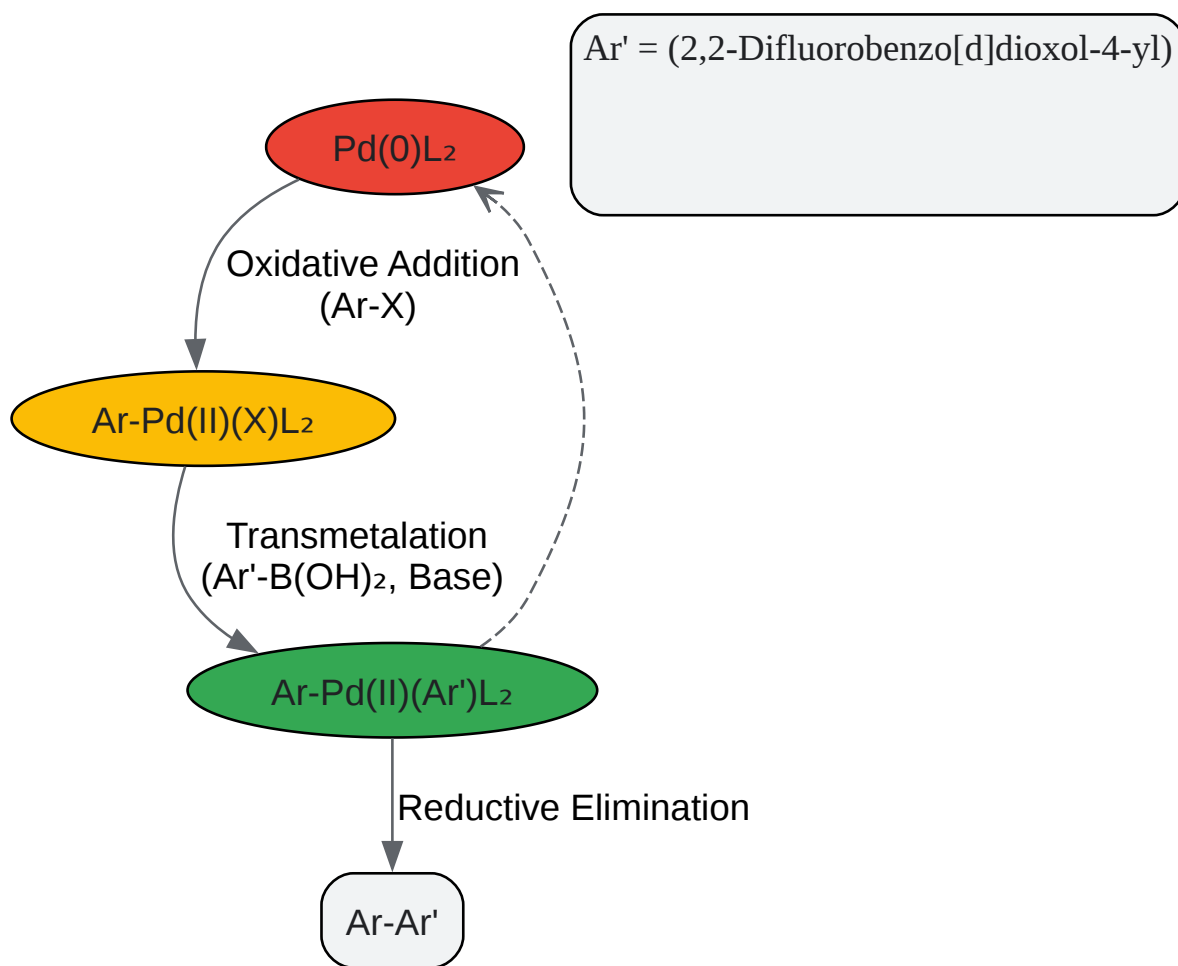 Ar' = (2,2-Difluorobenzo[d]dioxol-4-yl)
Pd(0)L₂
Oxidative Addition
(Ar-X)
Ar-Pd(II)(X)L₂
Transmetalation
(Ar'-B(OH)₂, Base)
Ar-Pd(II)(Ar')L₂
Reductive Elimination
Ar-Ar'